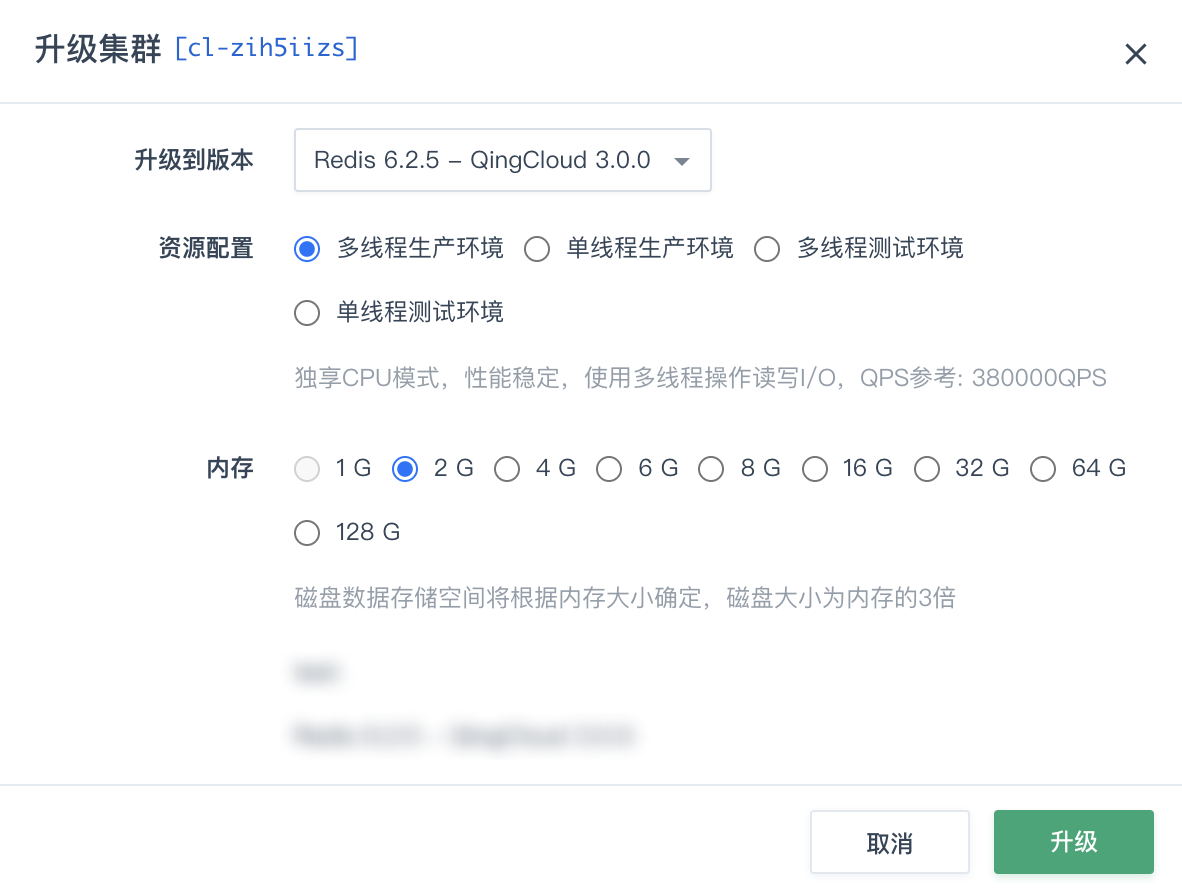 升级集群 [cl-zih5iizs]
升级到版本 Redis 6.2.5 – QingCloud 3.0.0
资源配置 多线程生产环境 单线程生产环境 多线程测试环境
单线程测试环境
独享CPU模式，性能稳定，使用多线程操作读写I/O，QPS参考: 380000QPS
内存 1 G 2 G 4 G 6 G 8 G 16 G 32 G 64 G
128 G
磁盘数据存储空间将根据内存大小确定，磁盘大小为内存的3倍
取消 升级